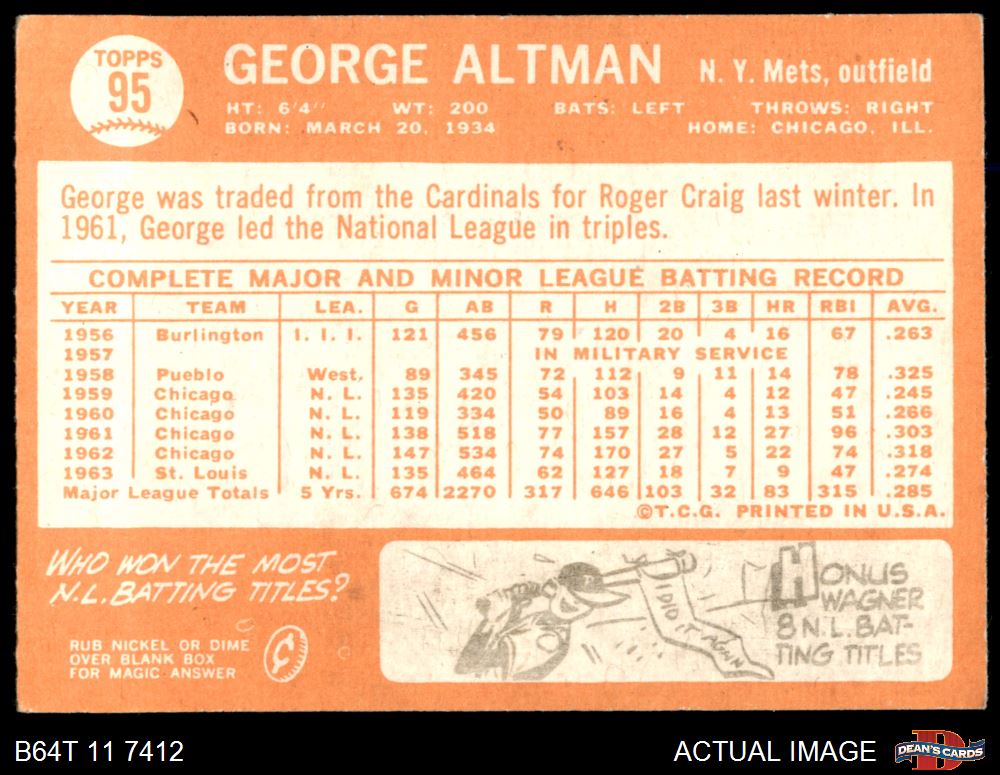 TOPPS
95
GEORGE ALTMAN N. Y. Mets, outfield
HT: 6'4" WT: 200 BATS: LEFT THROWS: RIGHT
BORN: MARCH 20, 1934 HOME: CHICAGO, ILL.
George was traded from the Cardinals for Roger Craig last winter. In
1961, George led the National League in triples.
COMPLETE MAJOR AND MINOR LEAGUE BATTING RECORD
YEAR TEAM LEA. G AB R H 2B 3B HR RBI AVG.
1956 Burlington I. I. I. 121 456 79 120 20 4 16 67 .263
1957 IN MILITARY SERVICE
1958 Pueblo West. 89 345 72 112 9 11 14 78 .325
1959 Chicago N. L. 135 420 54 103 14 4 12 47 .245
1960 Chicago N. L. 119 334 50 89 16 4 13 51 .266
1961 Chicago N. L. 138 518 77 157 28 12 27 96 .303
1962 Chicago N. L. 147 534 74 170 27 5 22 74 .318
1963 St. Louis N. L. 135 464 62 127 18 7 9 47 .274
Major League Totals 5 Yrs. 674 2270 317 646 103 32 83 315 .285
©T.C.G. PRINTED IN U.S.A.
WHO WON THE MOST
N.L. BATTING TITLES?
RUB NICKEL OR DIME
OVER BLANK BOX
FOR MAGIC ANSWER
I DID IT AGAIN
HONUS
WAGNER
8 N.L. BAT-
TING TITLES
B64T 11 7412
ACTUAL IMAGE
DEAN'S CARDS